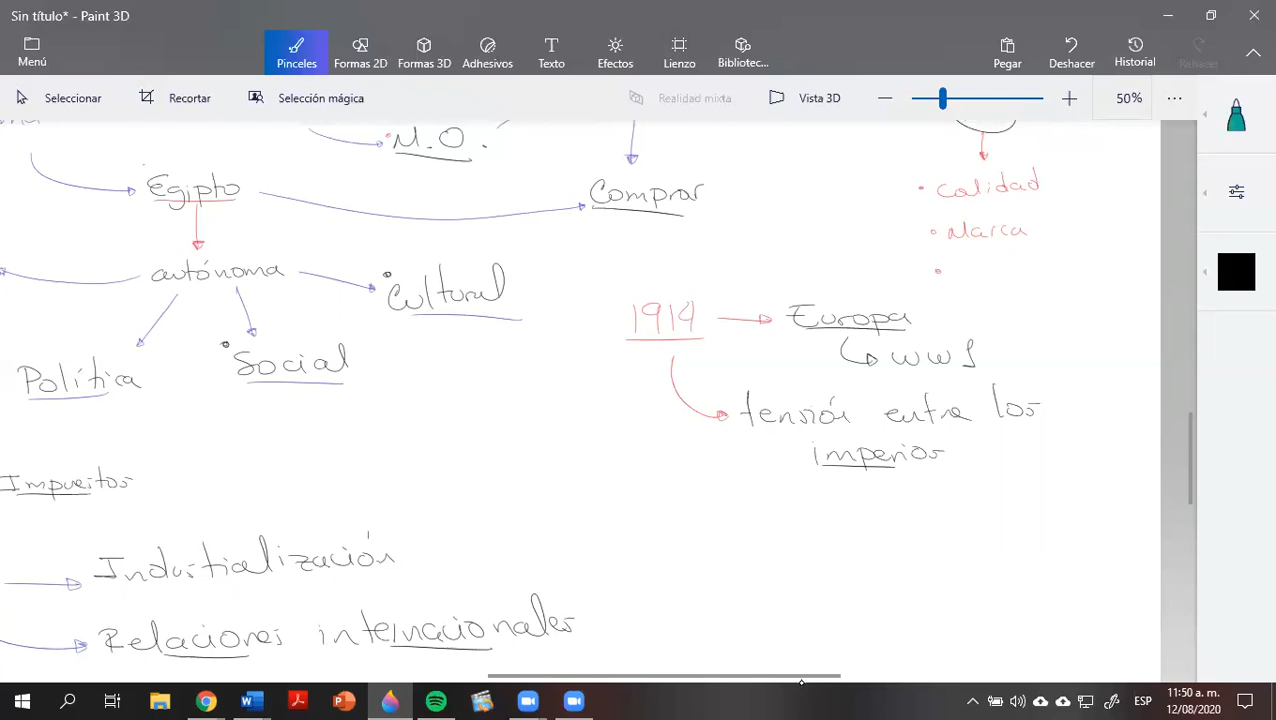 Sin título* - Paint 3D
Menú
Pinceles
Formas 2D
Formas 3D
Adhesivos
Texto
Efectos
Lienzo
Bibliotec...
Pegar
Deshacer
Historial
Rehacer
Seleccionar
Recortar
Selección mágica
Realidad mixta
Vista 3D
50%
M.O.
Egipto
Comprar
Calidad
Marca
autónoma
Cultural
1914
Europa
WW I
Política
Social
tensión entre los
imperios
Impuestos
Industialización
Relaciones internacionales
ESP
11:50 a. m.
12/08/2020